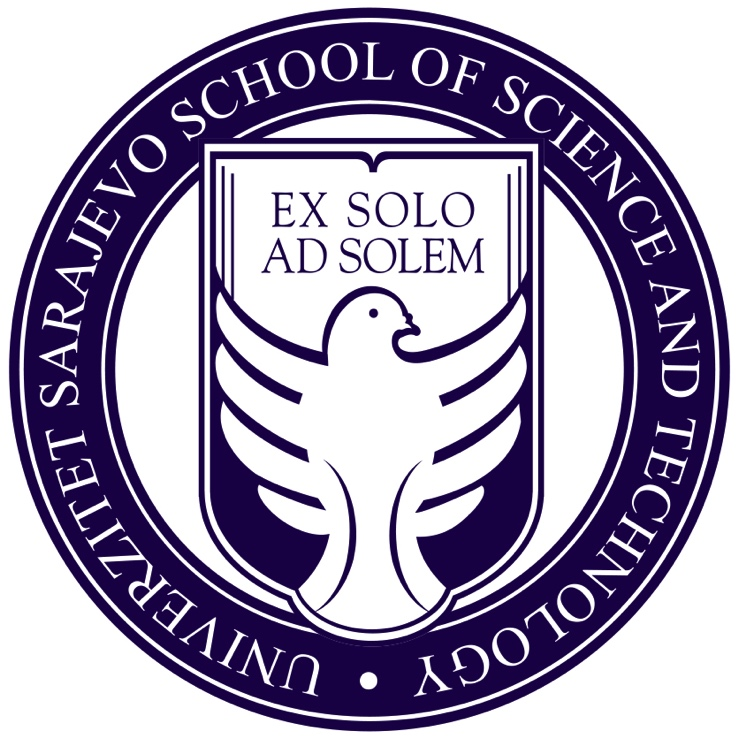 UNIVERZITET SARAJEVO SCHOOL OF SCIENCE AND TECHNOLOGY
EX SOLO
AD SOLEM